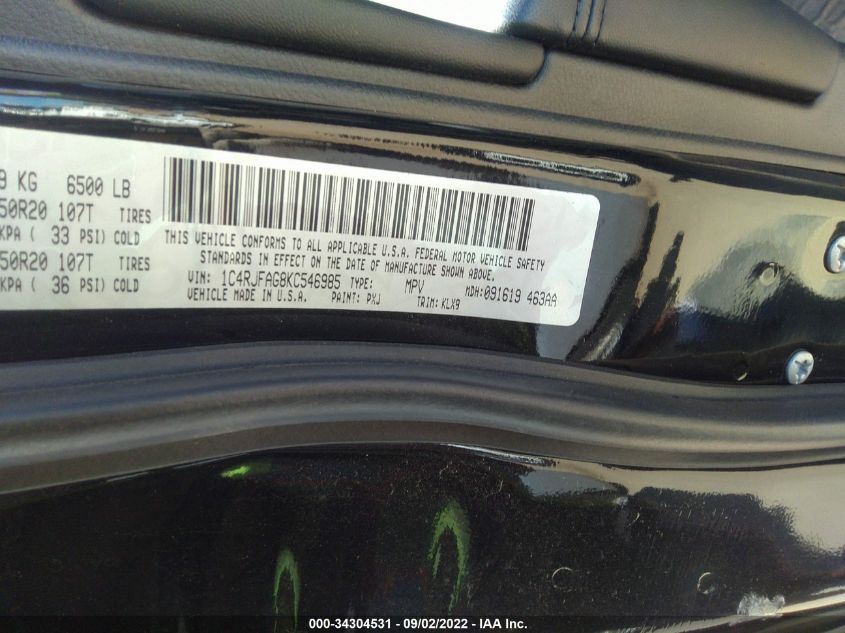 9 KG 6500 LB
50R20 107T TIRES
KPA ( 33 PSI) COLD
50R20 107T TIRES
KPA ( 36 PSI) COLD
THIS VEHICLE CONFORMS TO ALL APPLICABLE U.S.A. FEDERAL MOTOR VEHICLE SAFETY
STANDARDS IN EFFECT ON THE DATE OF MANUFACTURE SHOWN ABOVE.
VIN: 1C4RJFAG8KC546985 TYPE: MPV MDH:091619 463AA
VEHICLE MADE IN U.S.A. PAINT: PXJ TRIM: KLX9
000-34304531 - 09/02/2022 - IAA Inc.